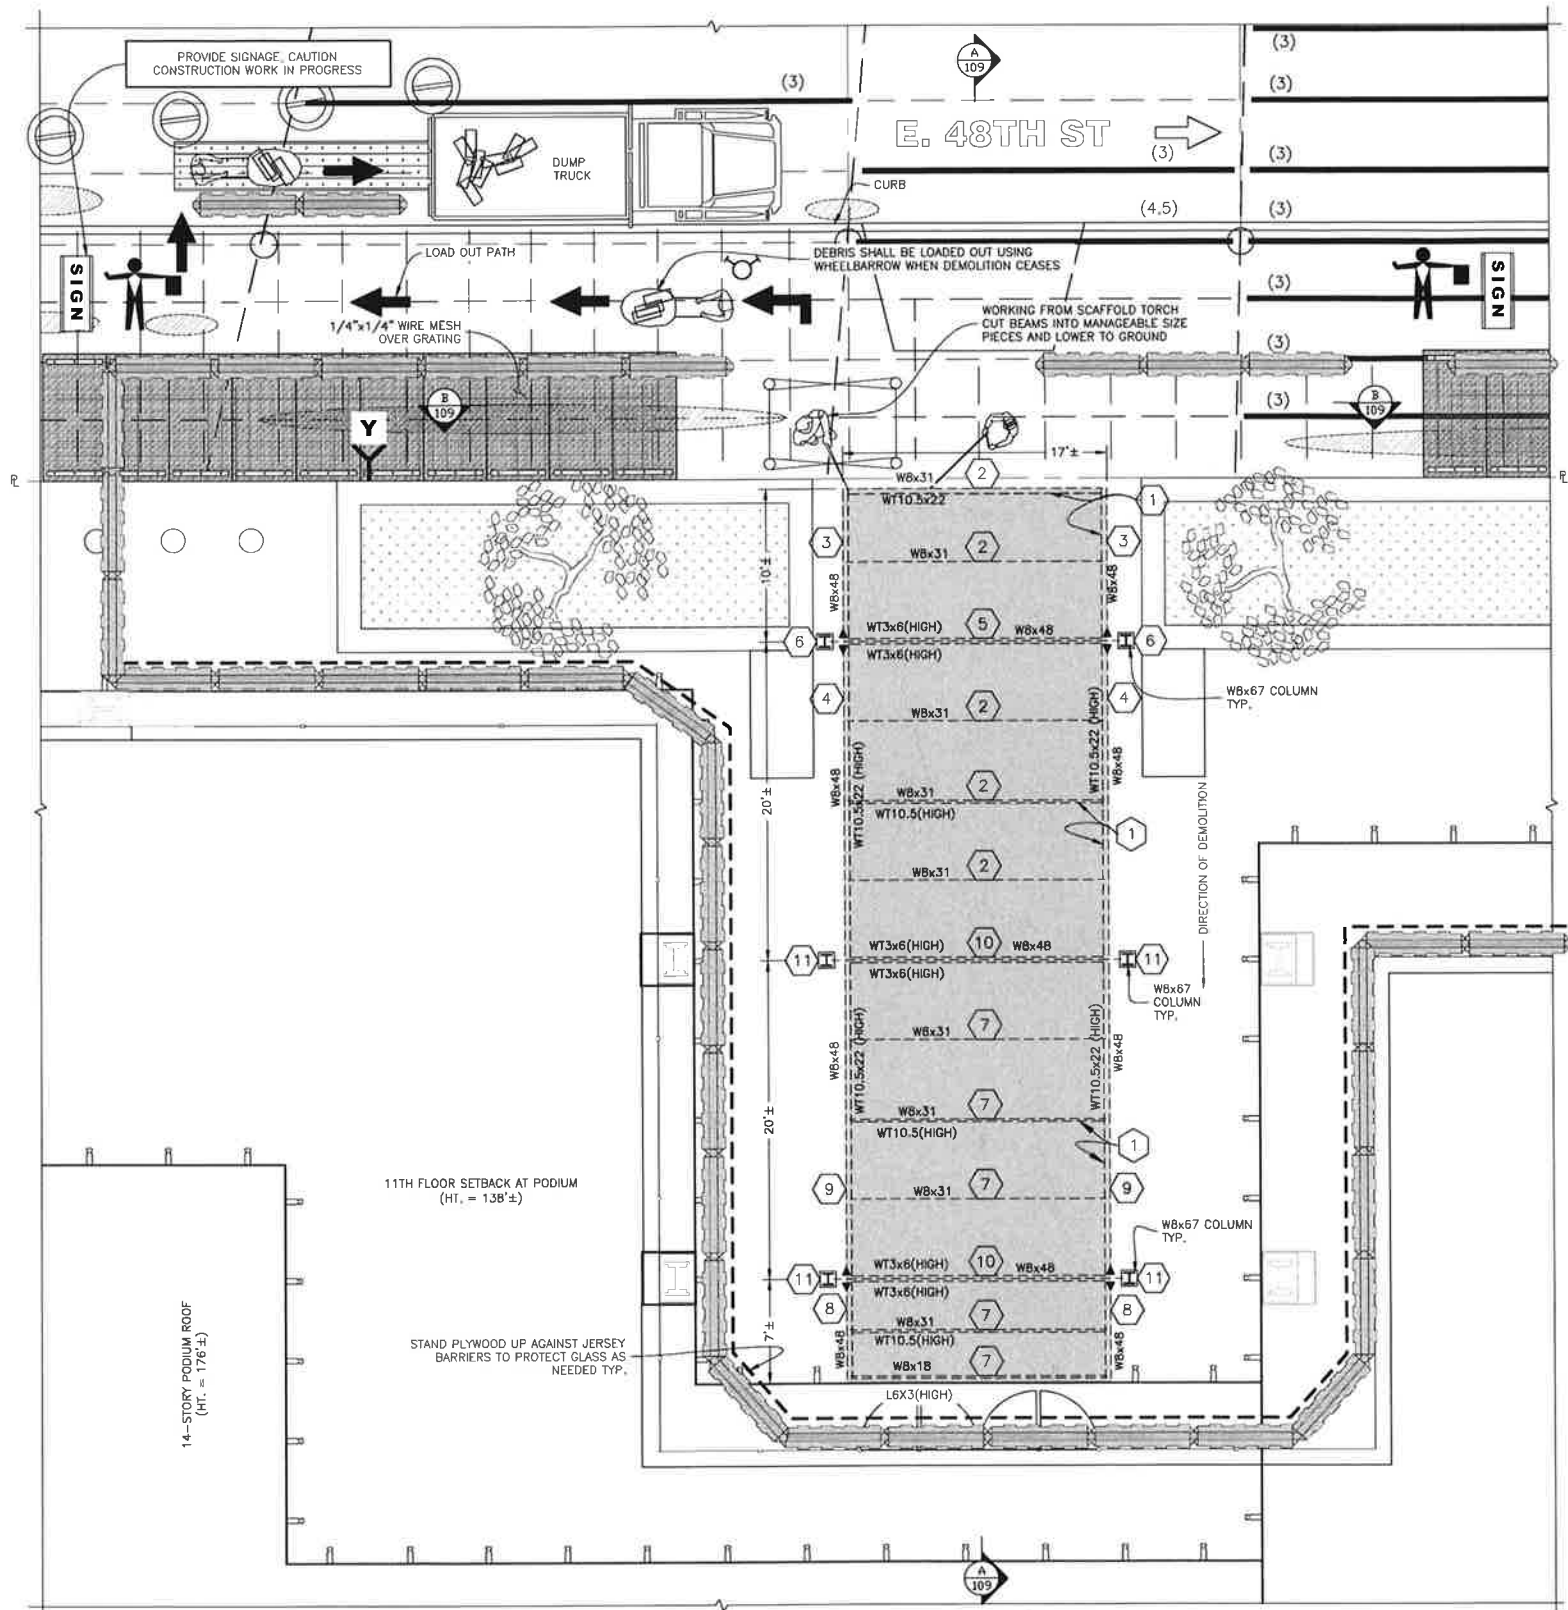 PROVIDE SIGNAGE, CAUTION
CONSTRUCTION WORK IN PROGRESS
(3)
A
109
(3)
(3)
E. 48TH ST
DUMP
TRUCK
(3)
(3)
CURB
(4,5)
(3)
LOAD OUT PATH
DEBRIS SHALL BE LOADED OUT USING
WHEELBARROW WHEN DEMOLITION CEASES
SIGN
SIGN
(3)
WORKING FROM SCAFFOLD TORCH
CUT BEAMS INTO MANAGEABLE SIZE
PIECES AND LOWER TO GROUND
1/4"x1/4" WIRE MESH
OVER GRATING
(3)
B
109
Y
(3)
B
109
17'±
PL
PL
W8x31
2
WT10.5x22
1
3
W8x31
2
3
10'±
W8x48
W8x48
WT3x6(HIGH)
5
W8x48
6
6
WT3x6(HIGH)
W8x67 COLUMN
TYP.
4
4
W8x31
2
WT10.5x22 (HIGH)
W8x48
W8x48
WT10.5x22 (HIGH)
20'±
W8x31
2
WT10.5(HIGH)
1
DIRECTION OF DEMOLITION
W8x31
2
WT3x6(HIGH)
10
W8x48
11
11
WT3x6(HIGH)
W8x67
COLUMN
TYP.
W8x31
7
WT10.5x22 (HIGH)
W8x48
W8x48
WT10.5x22 (HIGH)
20'±
W8x31
7
WT10.5(HIGH)
1
11TH FLOOR SETBACK AT PODIUM
(HT. = 138'±)
9
W8x31
7
9
W8x67 COLUMN
TYP.
WT3x6(HIGH)
10
W8x48
11
11
WT3x6(HIGH)
8
8
W8x31
7
14-STORY PODIUM ROOF
(HT. = 176'±)
7'±
STAND PLYWOOD UP AGAINST JERSEY
BARRIERS TO PROTECT GLASS AS
NEEDED TYP.
WT10.5(HIGH)
W8x48
W8x48
W8x18
7
L6X3(HIGH)
A
109